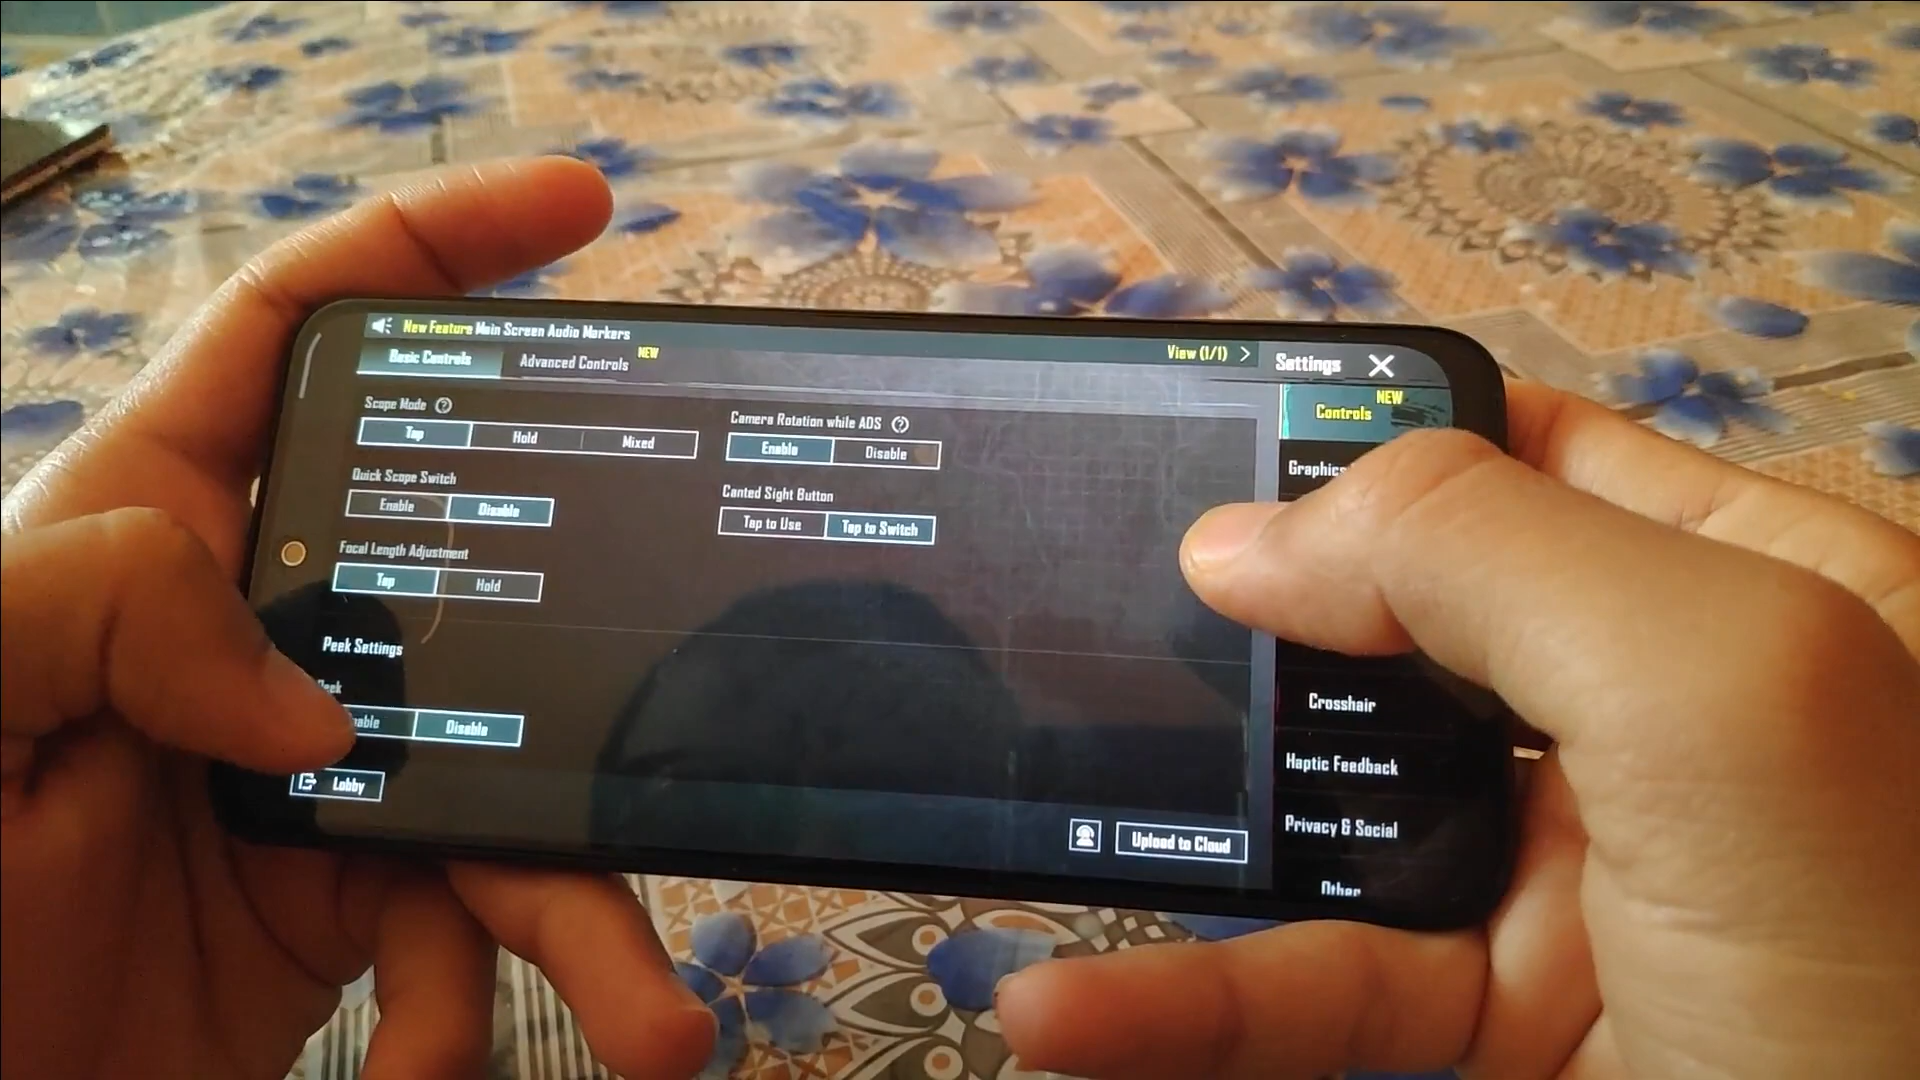 New Feature Main Screen Audio Markers
View (1/1)
Settings
Basic Controls
Advanced Controls
NEW
Scope Mode
Tap
Hold
Mixed
Quick Scope Switch
Enable
Disable
Focal Length Adjustment
Tap
Hold
Camera Rotation while ADS
Enable
Disable
Canted Sight Button
Tap to Use
Tap to Switch
Peek Settings
Disable
Lobby
Upload to Cloud
NEW
Controls
Graphics
Crosshair
Haptic Feedback
Privacy & Social
Other